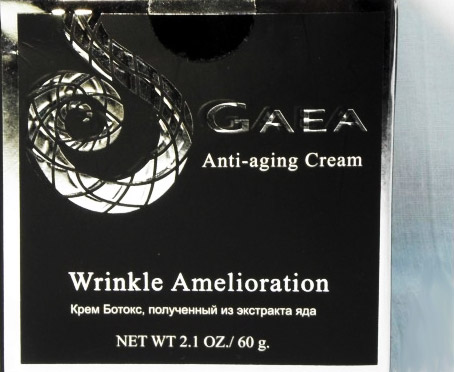 GAEA
Anti-aging Cream
Wrinkle Amelioration
Крем Ботокс, полученный из экстракта яда
NET WT 2.1 OZ./ 60 g.